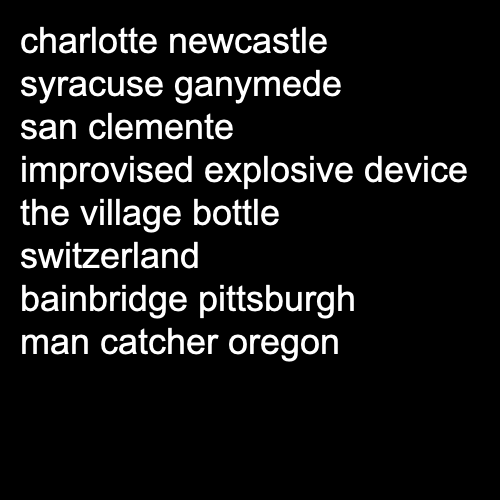 charlotte newcastle
syracuse ganymede
san clemente
improvised explosive device
the village bottle
switzerland
bainbridge pittsburgh
man catcher oregon